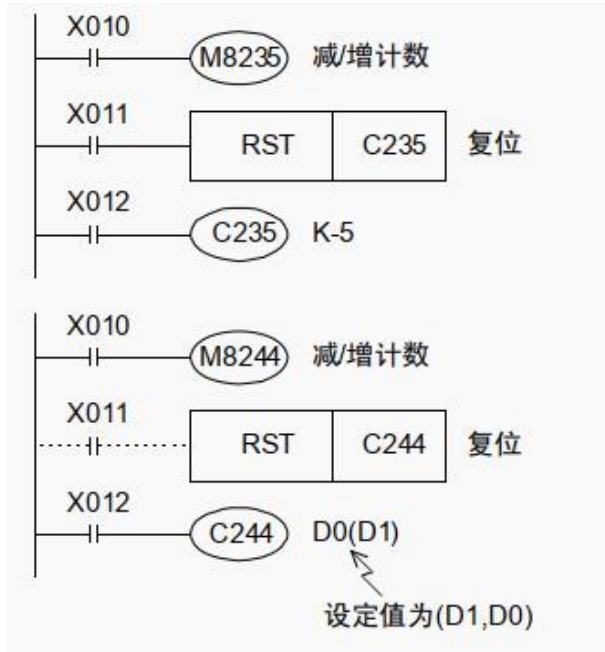 X010
M8235 减/增计数
X011
RST C235 复位
X012
C235 K-5
X010
M8244 减/增计数
X011
RST C244 复位
X012
C244 D0(D1)
设定值为(D1,D0)